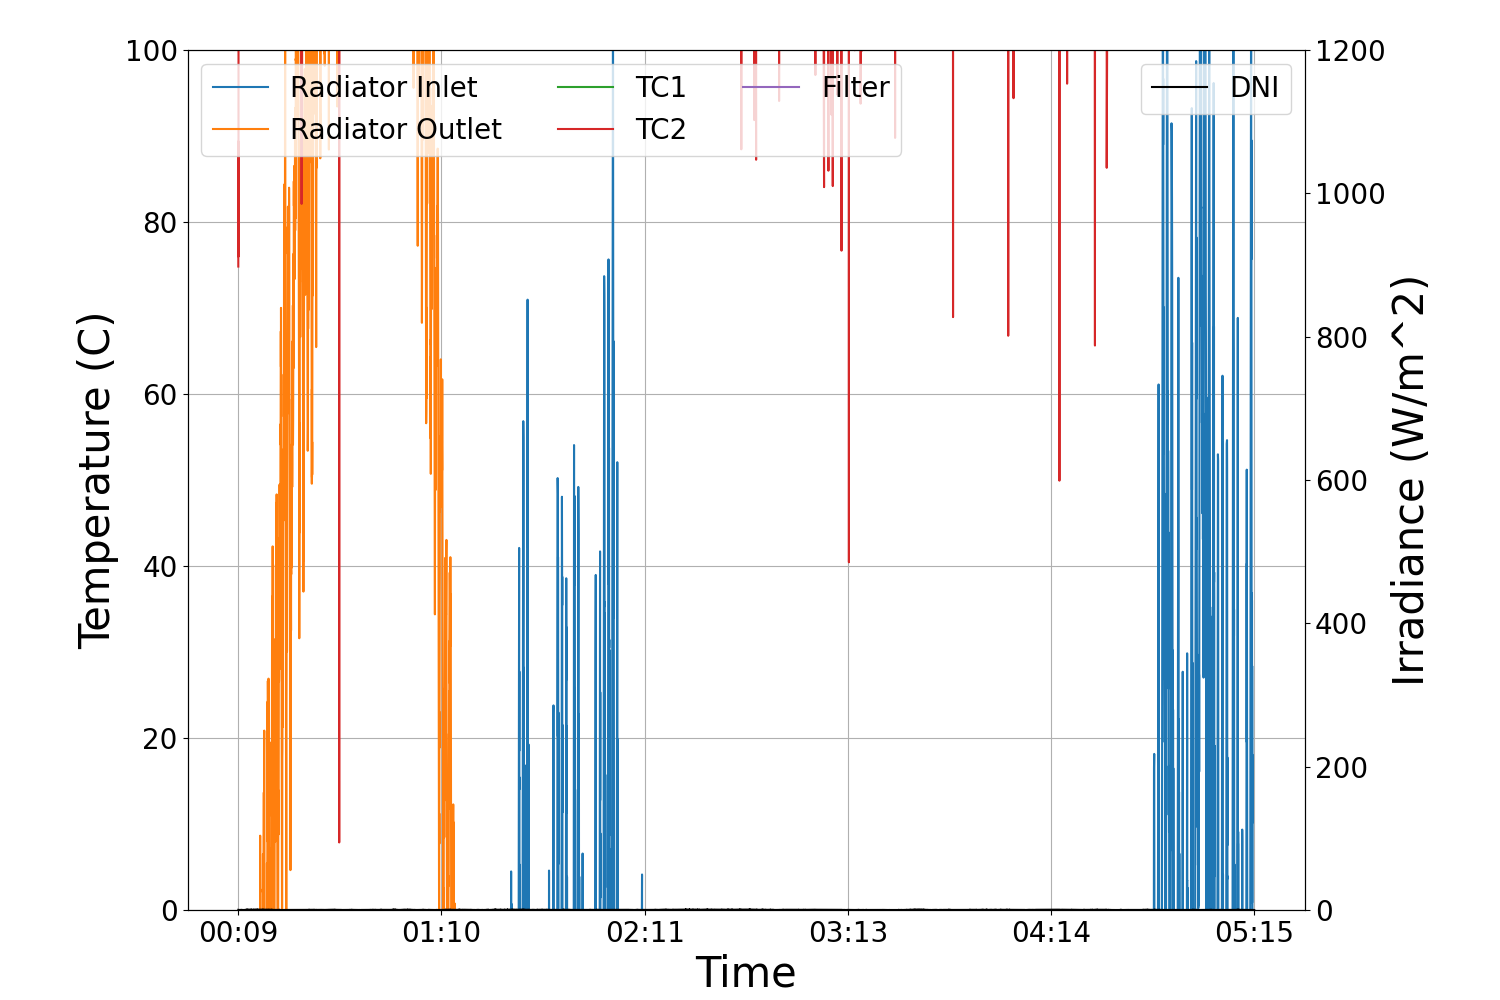 100
80
60
40
20
0
Temperature (C)
Radiator Inlet
Radiator Outlet
TC1
TC2
Filter
DNI
1200
1000
800
600
400
200
0
Irradiance (W/m^2)
00:09 01:10 02:11 03:13 04:14 05:15
Time